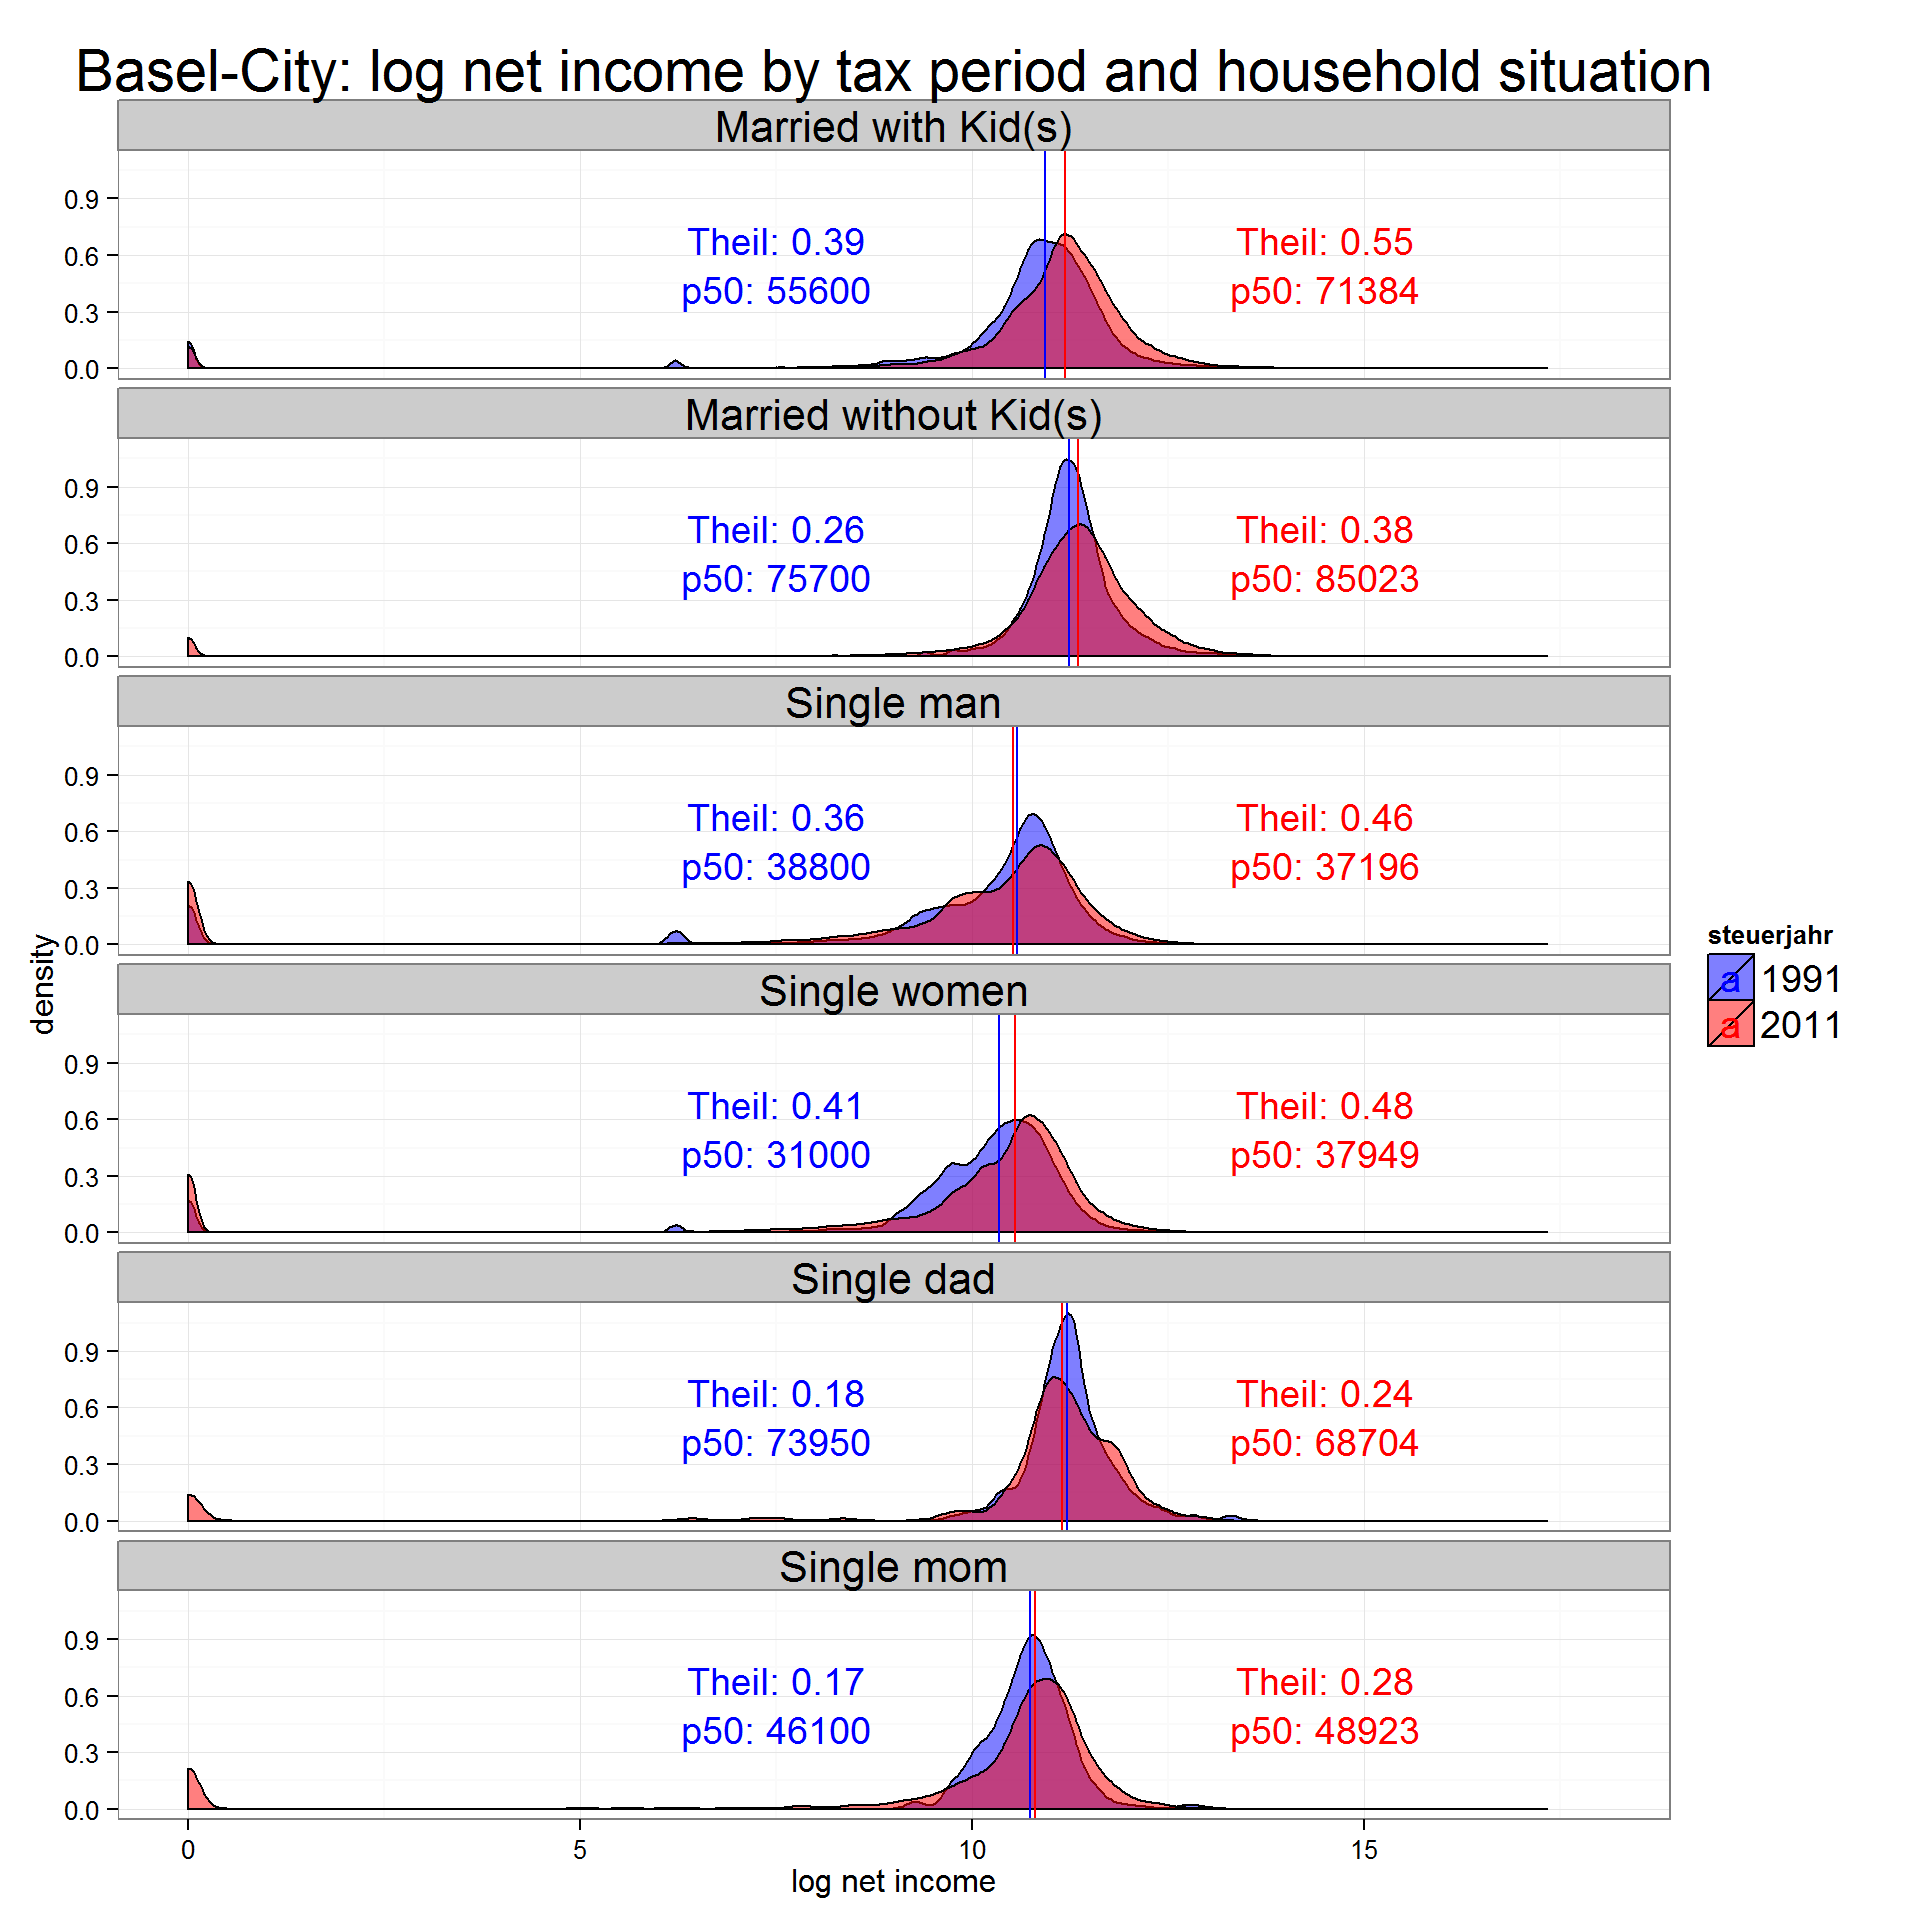 Basel-City: log net income by tax period and household situation
Married with Kid(s)
0.9
0.6
0.3
0.0
Theil: 0.39
p50: 55600
Theil: 0.55
p50: 71384
Married without Kid(s)
0.9
0.6
0.3
0.0
Theil: 0.26
p50: 75700
Theil: 0.38
p50: 85023
Single man
0.9
0.6
0.3
0.0
Theil: 0.36
p50: 38800
Theil: 0.46
p50: 37196
Single women
0.9
0.6
0.3
0.0
Theil: 0.41
p50: 31000
Theil: 0.48
p50: 37949
Single dad
0.9
0.6
0.3
0.0
Theil: 0.18
p50: 73950
Theil: 0.24
p50: 68704
Single mom
0.9
0.6
0.3
0.0
Theil: 0.17
p50: 46100
Theil: 0.28
p50: 48923
0 5 10 15
log net income
density
steuerjahr
a 1991
a 2011